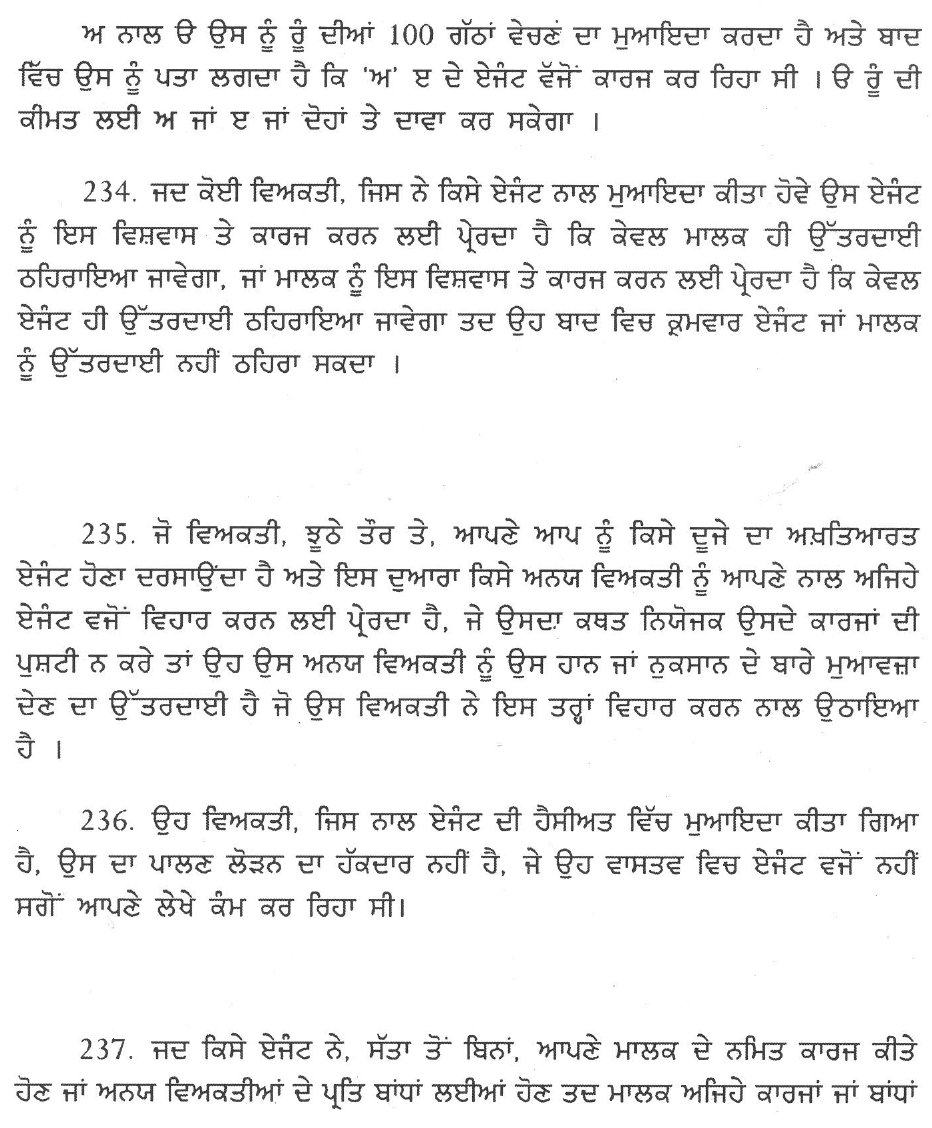 ਅ ਨਾਲ ੳ ਉਸ ਨੂੰ ਰੂੰ ਦੀਆਂ 100 ਗੱਠਾਂ ਵੇਚਣੇਂ ਦਾ ਮੁਆਇਦਾ ਕਰਦਾ ਹੈ ਅਤੇ ਬਾਦ
ਵਿੱਚ ਉਸ ਨੂੰ ਪਤਾ ਲਗਦਾ ਹੈ ਕਿ 'ਅ' ੲ ਦੇ ਏਜੰਟ ਵੱਜੋਂ ਕਾਰਜ ਕਰ ਰਿਹਾ ਸੀ । ੳ ਰੂੰ ਦੀ
ਕੀਮਤ ਲਈ ਅ ਜਾਂ ੲ ਜਾਂ ਦੋਹਾਂ ਤੇ ਦਾਵਾ ਕਰ ਸਕੇਗਾ ।
234. ਜਦ ਕੋਈ ਵਿਅਕਤੀ, ਜਿਸ ਨੇ ਕਿਸੇ ਏਜੰਟ ਨਾਲ ਮੁਆਇਦਾ ਕੀਤਾ ਹੋਵੇ ਉਸ ਏਜੰਟ
ਨੂੰ ਇਸ ਵਿਸ਼ਵਾਸ ਤੇ ਕਾਰਜ ਕਰਨ ਲਈ ਪ੍ਰੇਰਦਾ ਹੈ ਕਿ ਕੇਵਲ ਮਾਲਕ ਹੀ ਉੱਤਰਦਾਈ
ਠਹਿਰਾਇਆ ਜਾਵੇਗਾ, ਜਾਂ ਮਾਲਕ ਨੂੰ ਇਸ ਵਿਸ਼ਵਾਸ ਤੇ ਕਾਰਜ ਕਰਨ ਲਈ ਪ੍ਰੇਰਦਾ ਹੈ ਕਿ ਕੇਵਲ
ਏਜੰਟ ਹੀ ਉੱਤਰਦਾਈ ਠਹਿਰਾਇਆ ਜਾਵੇਗਾ ਤਦ ਉਹ ਬਾਦ ਵਿਚ ਕ੍ਰਮਵਾਰ ਏਜੰਟ ਜਾਂ ਮਾਲਕ
ਨੂੰ ਉੱਤਰਦਾਈ ਨਹੀਂ ਠਹਿਰਾ ਸਕਦਾ ।
235. ਜੋ ਵਿਅਕਤੀ, ਝੂਠੇ ਤੌਰ ਤੇ, ਆਪਣੇ ਆਪ ਨੂੰ ਕਿਸੇ ਦੂਜੇ ਦਾ ਅਖ਼ਤਿਆਰਤ
ਏਜੰਟ ਹੋਣਾ ਦਰਸਾਉਂਦਾ ਹੈ ਅਤੇ ਇਸ ਦੁਆਰਾ ਕਿਸੇ ਅਨਯ ਵਿਅਕਤੀ ਨੂੰ ਆਪਣੇ ਨਾਲ ਅਜਿਹੇ
ਏਜੰਟ ਵਜੋਂ ਵਿਹਾਰ ਕਰਨ ਲਈ ਪ੍ਰੇਰਦਾ ਹੈ, ਜੇ ਉਸਦਾ ਕਥਤ ਨਿਯੋਜਕ ਉਸਦੇ ਕਾਰਜਾਂ ਦੀ
ਪੁਸ਼ਟੀ ਨ ਕਰੇ ਤਾਂ ਉਹ ਉਸ ਅਨਯ ਵਿਅਕਤੀ ਨੂੰ ਉਸ ਹਾਨ ਜਾਂ ਨੁਕਸਾਨ ਦੇ ਬਾਰੇ ਮੁਆਵਜ਼ਾ
ਦੇਣ ਦਾ ਉੱਤਰਦਾਈ ਹੈ ਜੋ ਉਸ ਵਿਅਕਤੀ ਨੇ ਇਸ ਤਰ੍ਹਾਂ ਵਿਹਾਰ ਕਰਨ ਨਾਲ ਉਠਾਇਆ
ਹੈ ।
236. ਉਹ ਵਿਅਕਤੀ, ਜਿਸ ਨਾਲ ਏਜੰਟ ਦੀ ਹੈਸੀਅਤ ਵਿੱਚ ਮੁਆਇਦਾ ਕੀਤਾ ਗਿਆ
ਹੈ, ਉਸ ਦਾ ਪਾਲਣ ਲੋੜਨ ਦਾ ਹੱਕਦਾਰ ਨਹੀਂ ਹੈ, ਜੇ ਉਹ ਵਾਸਤਵ ਵਿਚ ਏਜੰਟ ਵਜੋਂ ਨਹੀਂ
ਸਗੋਂ ਆਪਣੇ ਲੇਖੇ ਕੰਮ ਕਰ ਰਿਹਾ ਸੀ।
237. ਜਦ ਕਿਸੇ ਏਜੰਟ ਨੇ, ਸੱਤਾ ਤੋਂ ਬਿਨਾਂ, ਆਪਣੇ ਮਾਲਕ ਦੇ ਨਮਿਤ ਕਾਰਜ ਕੀਤੇ
ਹੋਣ ਜਾਂ ਅਨਯ ਵਿਅਕਤੀਆਂ ਦੇ ਪ੍ਰਤਿ ਬਾਂਧਾਂ ਲਈਆਂ ਹੋਣ ਤਦ ਮਾਲਕ ਅਜਿਹੇ ਕਾਰਜਾਂ ਜਾਂ ਬਾਂਧਾਂ